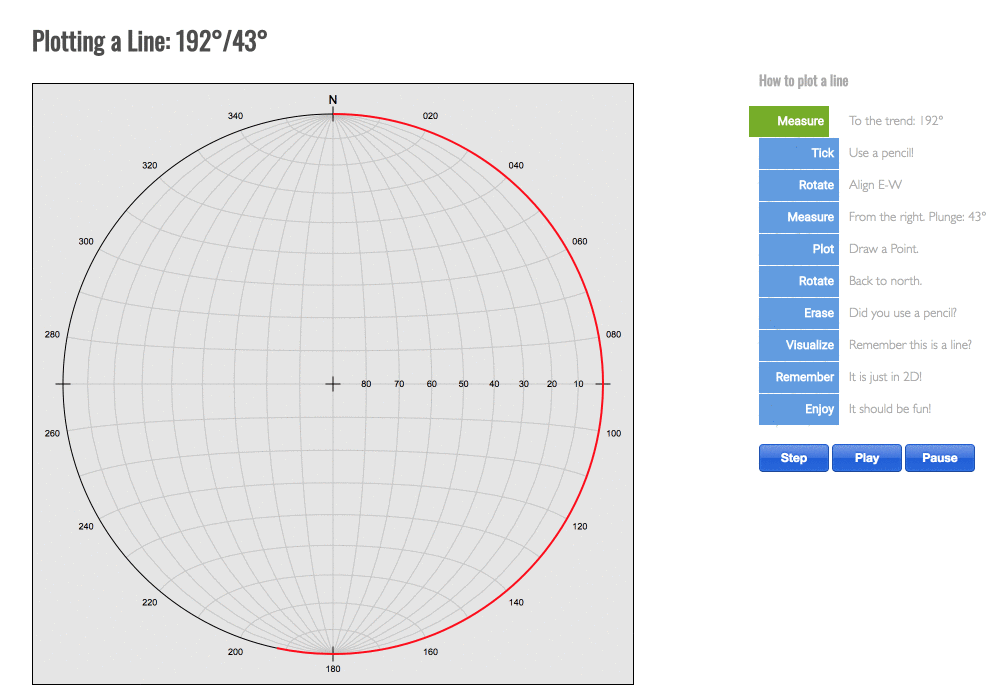 Plotting a Line: 192°/43°
How to plot a line
Measure To the trend: 192°
Tick Use a pencil!
Rotate Align E-W
Measure From the right. Plunge: 43°
Plot Draw a Point.
Rotate Back to north.
Erase Did you use a pencil?
Visualize Remember this is a line?
Remember It is just in 2D!
Enjoy It should be fun!
Step Play Pause
N
340 020
320 040
300 060
280 080
80 70 60 50 40 30 20 10
260 100
240 120
220 140
200 160
180